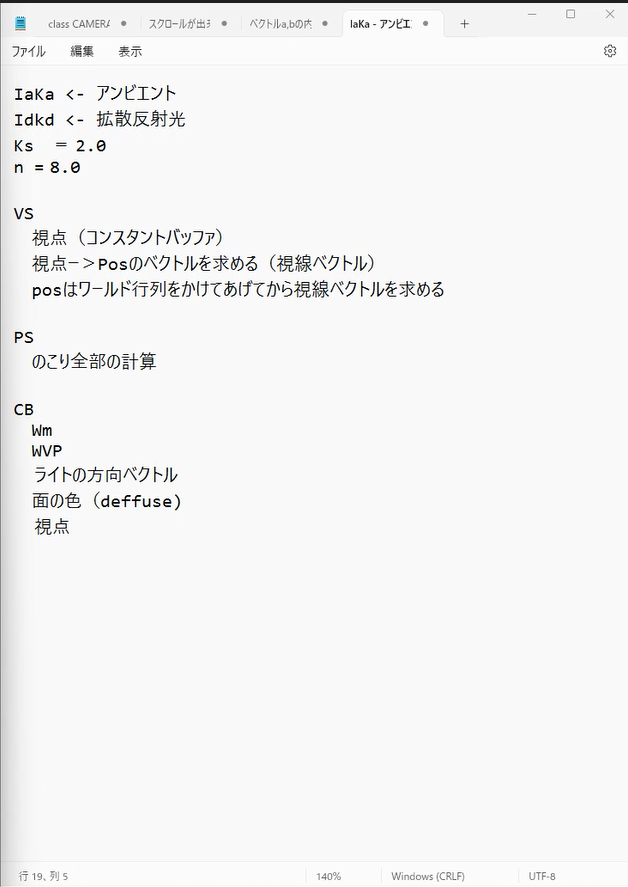 class CAMERA
スクロールが出き
ベクトルa,bの内
IaKa - アンビエ
ファイル 編集 表示
IaKa <- アンビエント
Idkd <- 拡散反射光
Ks = 2.0
n = 8.0
VS
視点（コンスタントバッファ）
視点ー＞Posのベクトルを求める（視線ベクトル）
posはワールド行列をかけてあげてから視線ベクトルを求める
PS
のこり全部の計算
CB
Wm
WVP
ライトの方向ベクトル
面の色（deffuse)
視点
行 19、列 5 140% Windows (CRLF) UTF-8